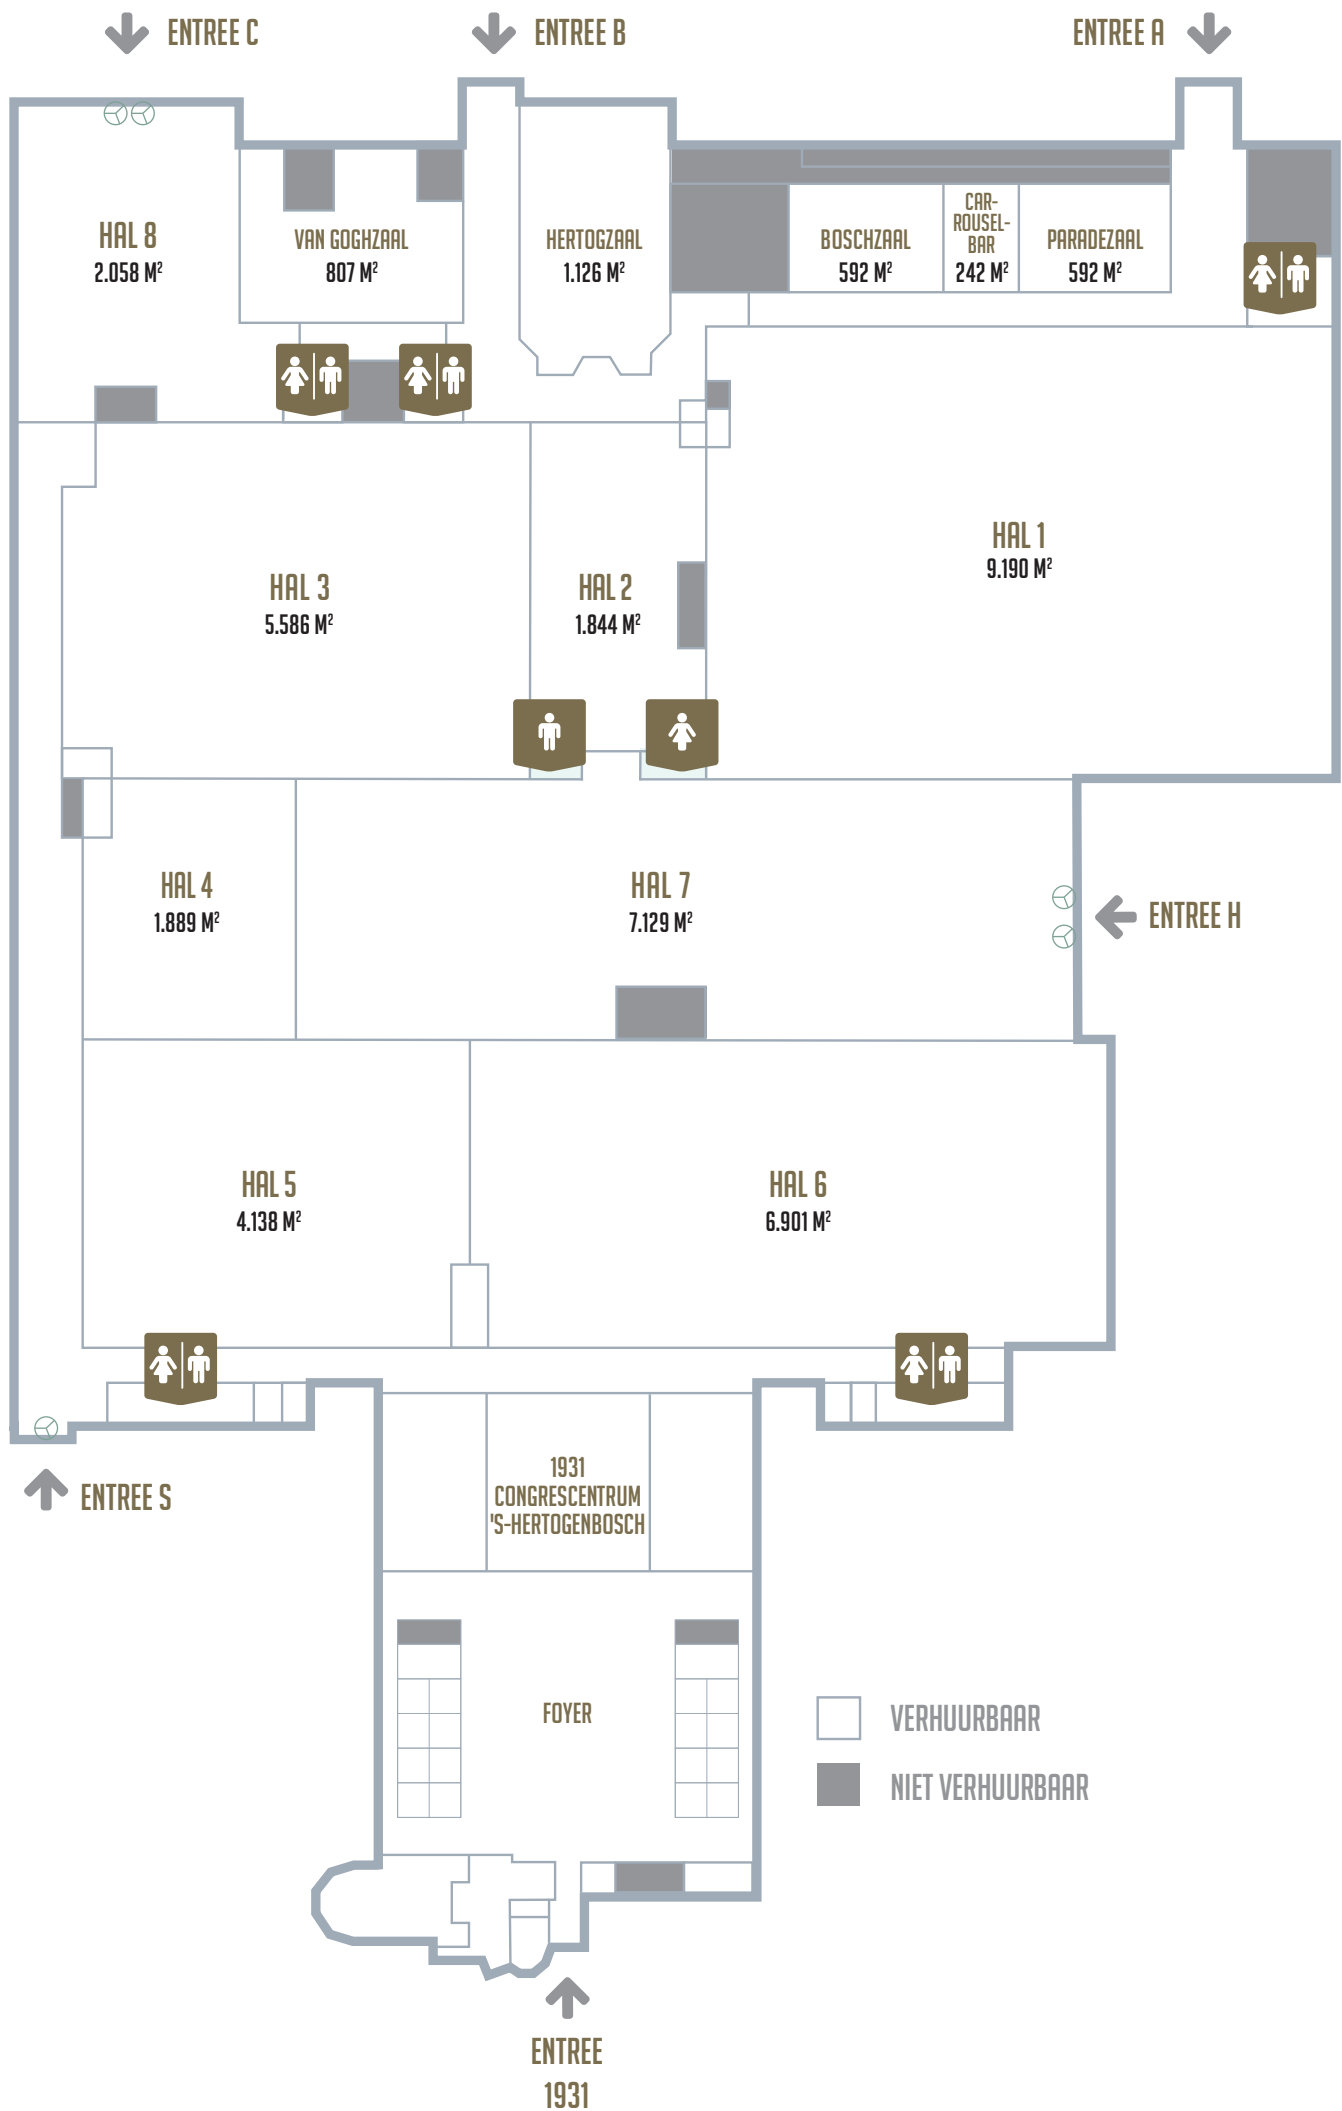 ENTREE C
ENTREE B
ENTREE A
HAL 8
2.058 M²
VAN GOGHZAAL
807 M²
HERTOGZAAL
1.126 M²
BOSCHZAAL
592 M²
CAR-
ROUSEL-
BAR
242 M²
PARADEZAAL
592 M²
HAL 1
9.190 M²
HAL 3
5.586 M²
HAL 2
1.844 M²
HAL 4
1.889 M²
HAL 7
7.129 M²
ENTREE H
HAL 5
4.138 M²
HAL 6
6.901 M²
ENTREE S
1931
CONGRESCENTRUM
'S-HERTOGENBOSCH
FOYER
VERHUURBAAR
NIET VERHUURBAAR
ENTREE
1931